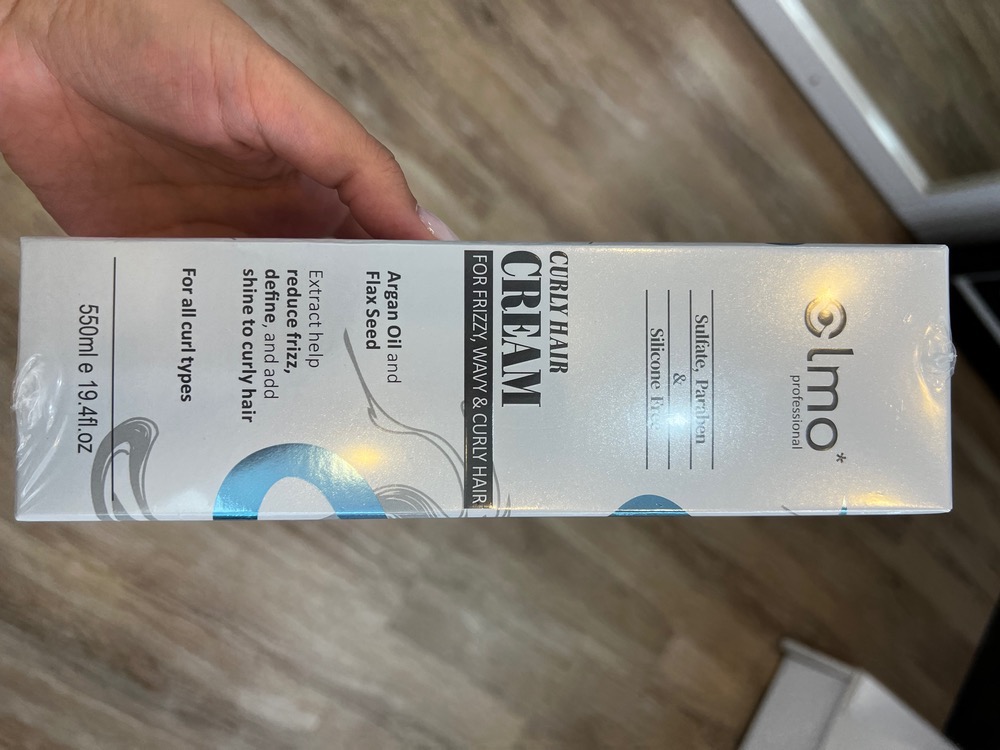 Olmo*
professional
Sulfate, Paraben
&
Silicone Free
CURLY HAIR
CREAM
FOR FRIZZY, WAVY & CURLY HAIR
Argan Oil and
Flax Seed
Extract help
reduce frizz,
define, and add
shine to curly hair
For all curl types
550ml e 19.4fl.oz